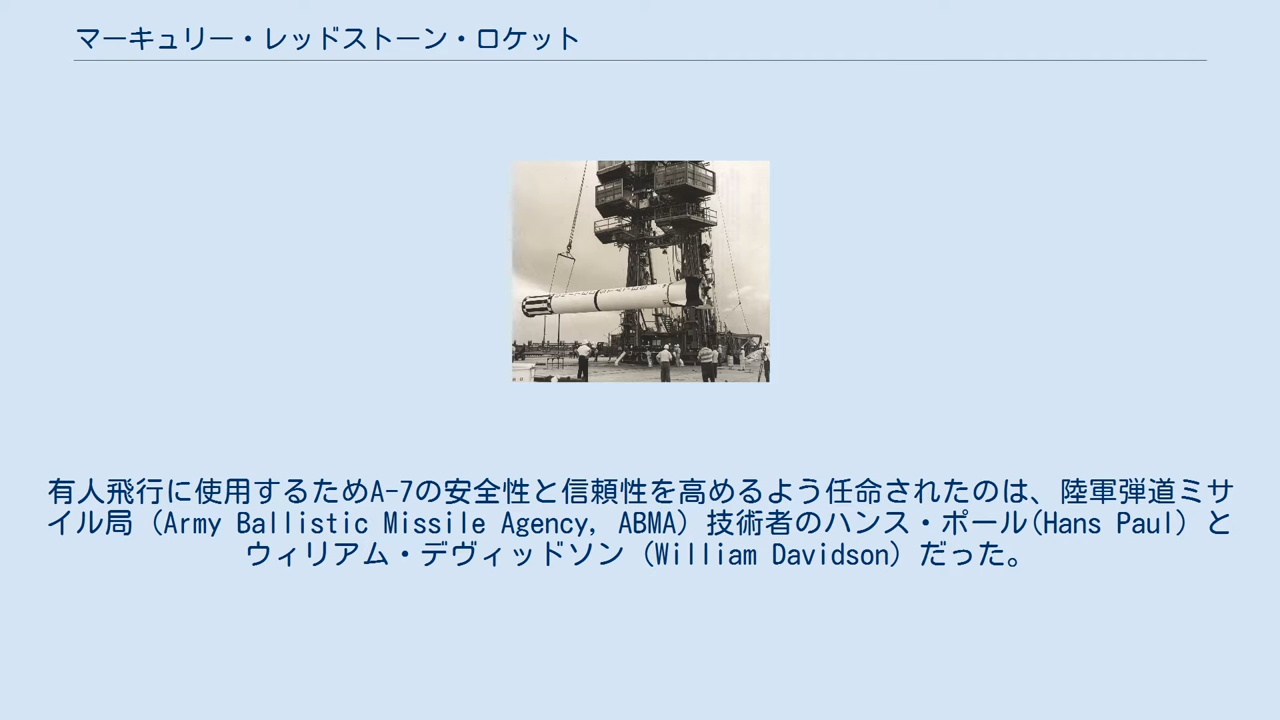 マーキュリー・レッドストーン・ロケット
有人飛行に使用するためA-7の安全性と信頼性を高めるよう任命されたのは、陸軍弾道ミサ
イル局（Army Ballistic Missile Agency, ABMA）技術者のハンス・ポール(Hans Paul）と
ウィリアム・デヴィッドソン（William Davidson）だった。